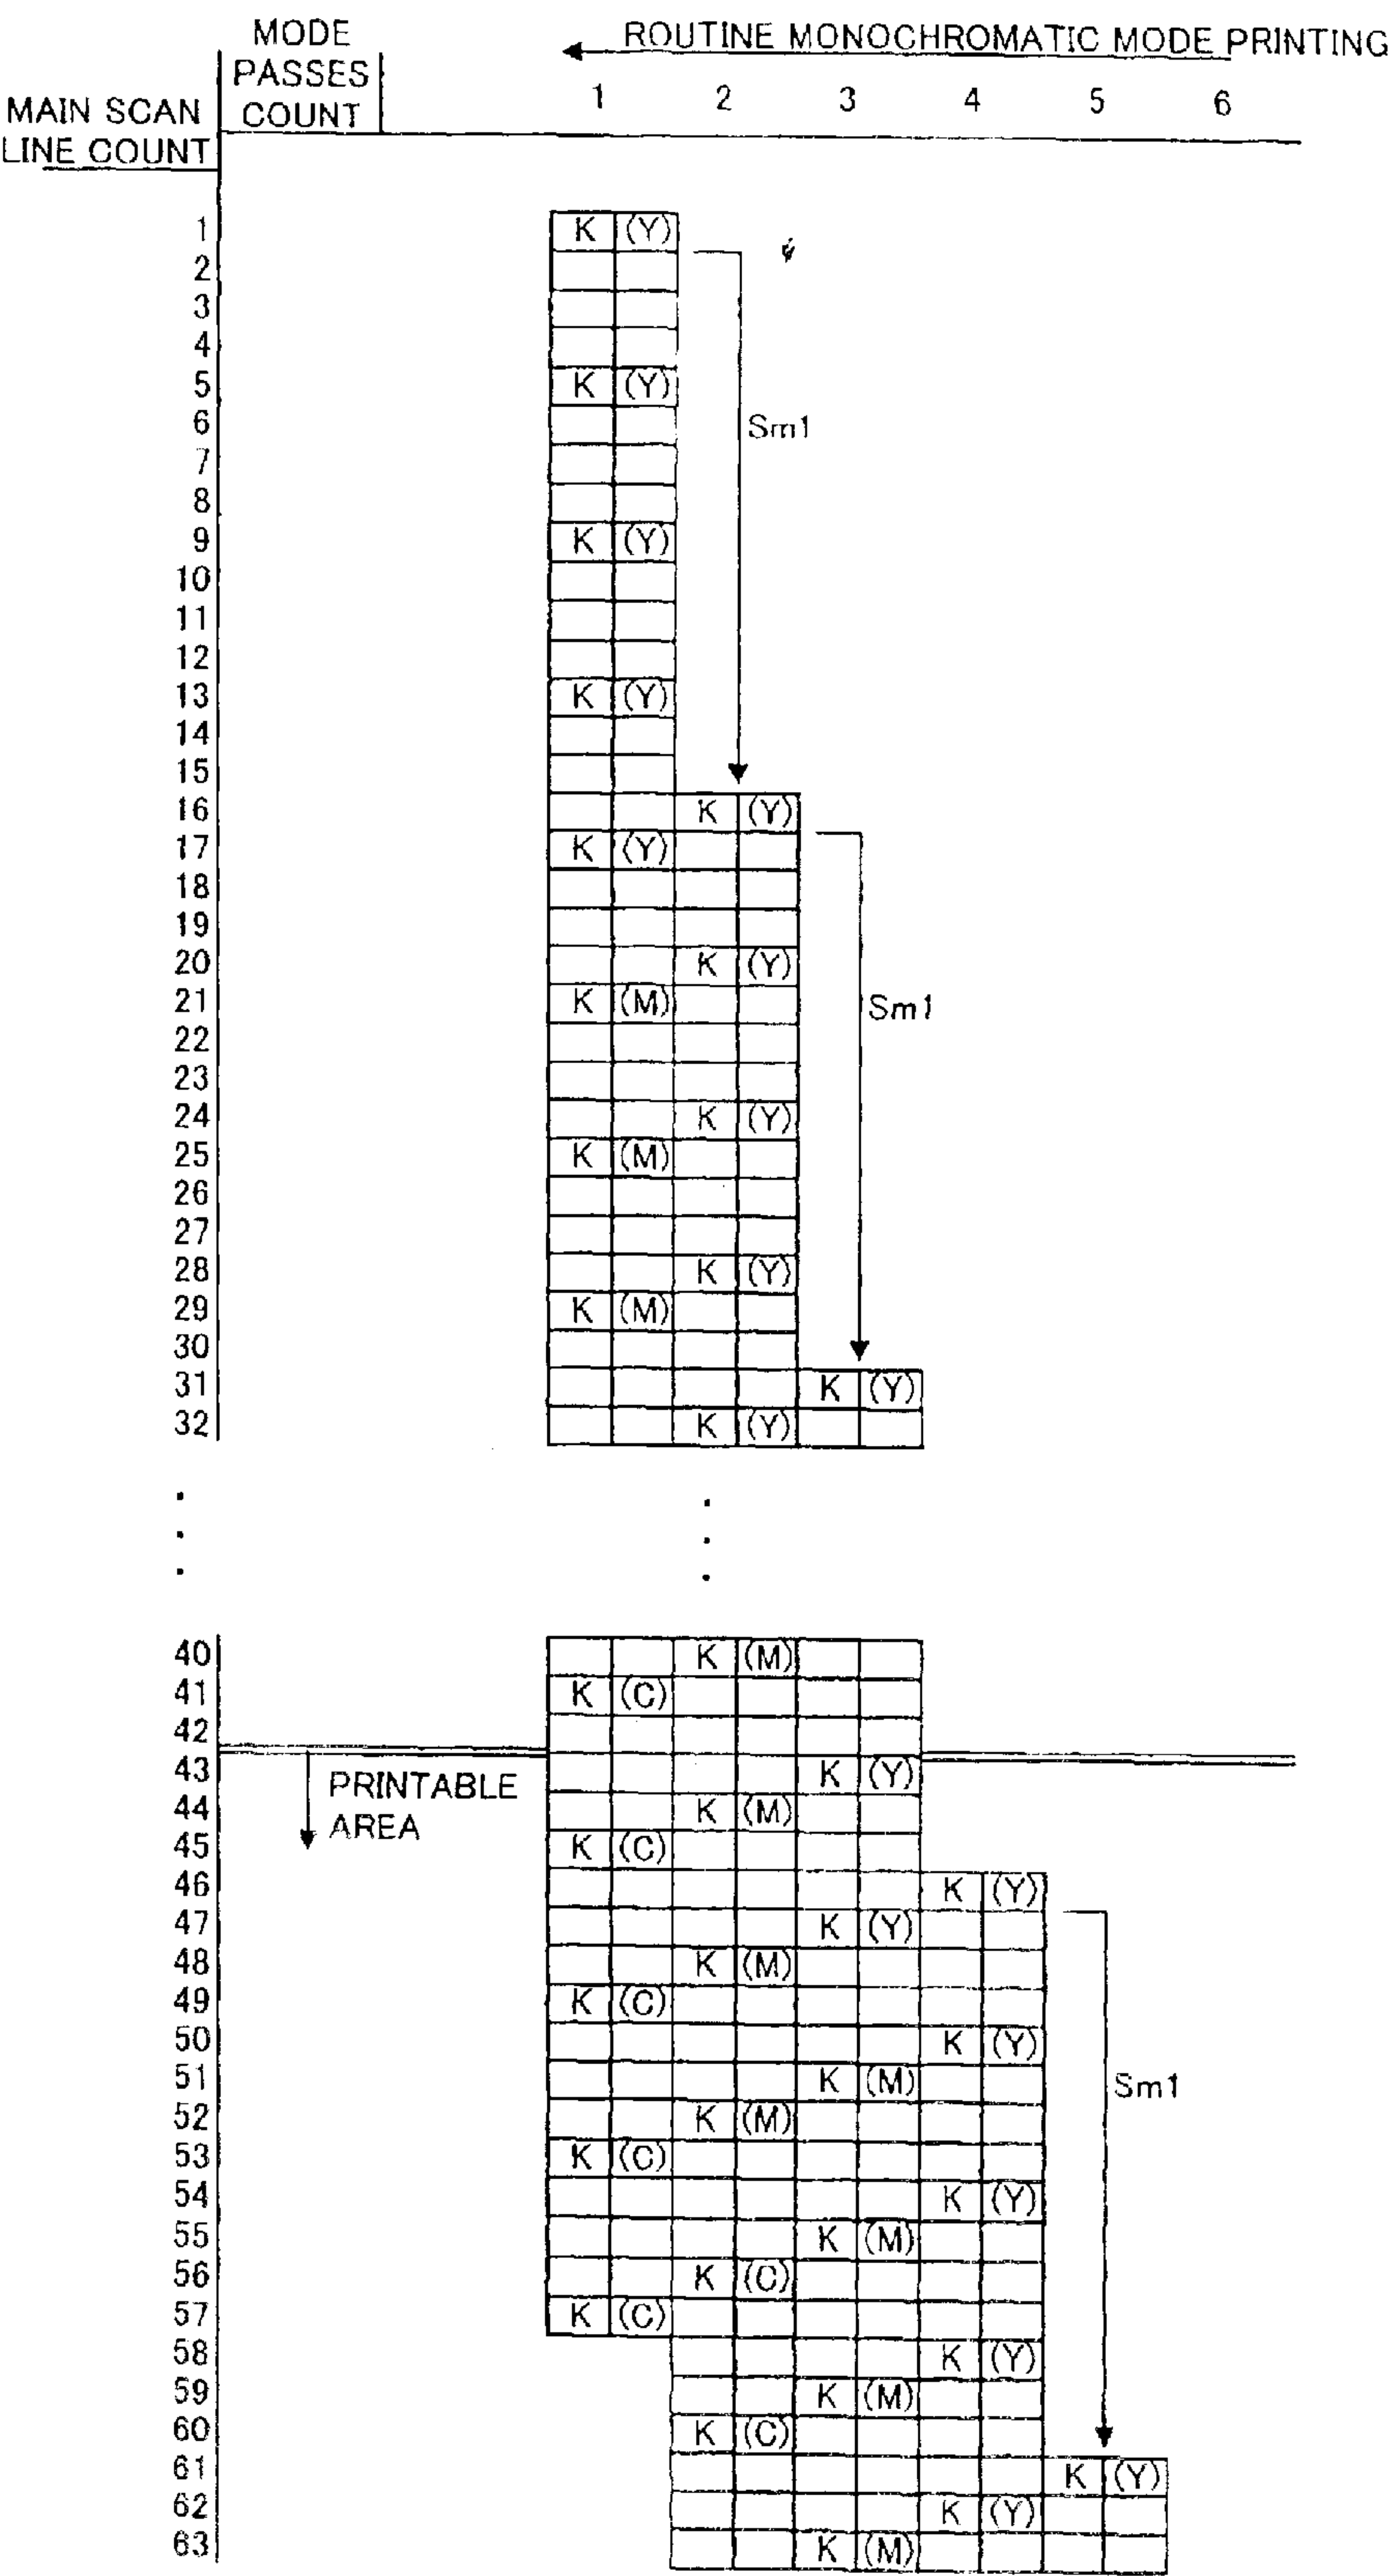 MODE PASSES COUNT
ROUTINE MONOCHROMATIC MODE PRINTING
1 2 3 4 5 6
MAIN SCAN LINE COUNT
1 K (Y)
2
3
4
5 K (Y)
6 Sm1
7
8
9 K (Y)
10
11
12
13 K (Y)
14
15
16 K (Y)
17 K (Y)
18
19
20 K (Y)
21 K (M) Sm1
22
23
24 K (Y)
25 K (M)
26
27
28 K (Y)
29 K (M)
30
31 K (Y)
32 K (Y)
40 K (M)
41 K (C)
42
43 K (Y)
PRINTABLE AREA
44 K (M)
45 K (C)
46 K (Y)
47 K (Y)
48 K (M)
49 K (C)
50 K (Y)
51 K (M) Sm1
52 K (M)
53 K (C)
54 K (Y)
55 K (M)
56 K (C)
57 K (C)
58 K (Y)
59 K (M)
60 K (C)
61 K (Y)
62 K (Y)
63 K (M)